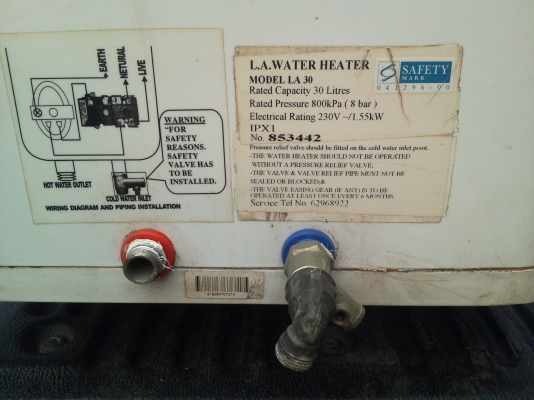 EARTH
NETURAL
LIVE
WARNING
"FOR
SAFETY
REASONS.
SAFETY
VALVE HAS
TO BE
INSTALLED.
HOT WATER OUTLET
COLD WATER INLET
WIRING DIAGRAM AND PIPING INSTALLATION
L.A.WATER HEATER
MODEL LA 30
Rated Capacity 30 Litres
Rated Pressure 800kPa ( 8 bar )
Electrical Rating 230V ~/1.55kW
IPX1
No. 853442
SAFETY
MARK
041296-00
Pressure relief valve should be fitted on the cold water inlet point.
-THE WATER HEATER SHOULD NOT BE OPERATED
WITHOUT A PRESSURE RELIEF VALVE.
-THE VALVE & VALVE RELIEF PIPE MUST NOT BE
SEALED OR BLOCKED;&
-THE VALVE EASING GEAR (IF ANY) IS TO BE
OPERATED AT LEAST ONCE EVERY 6 MONTHS.
Service Tel No: 62968922